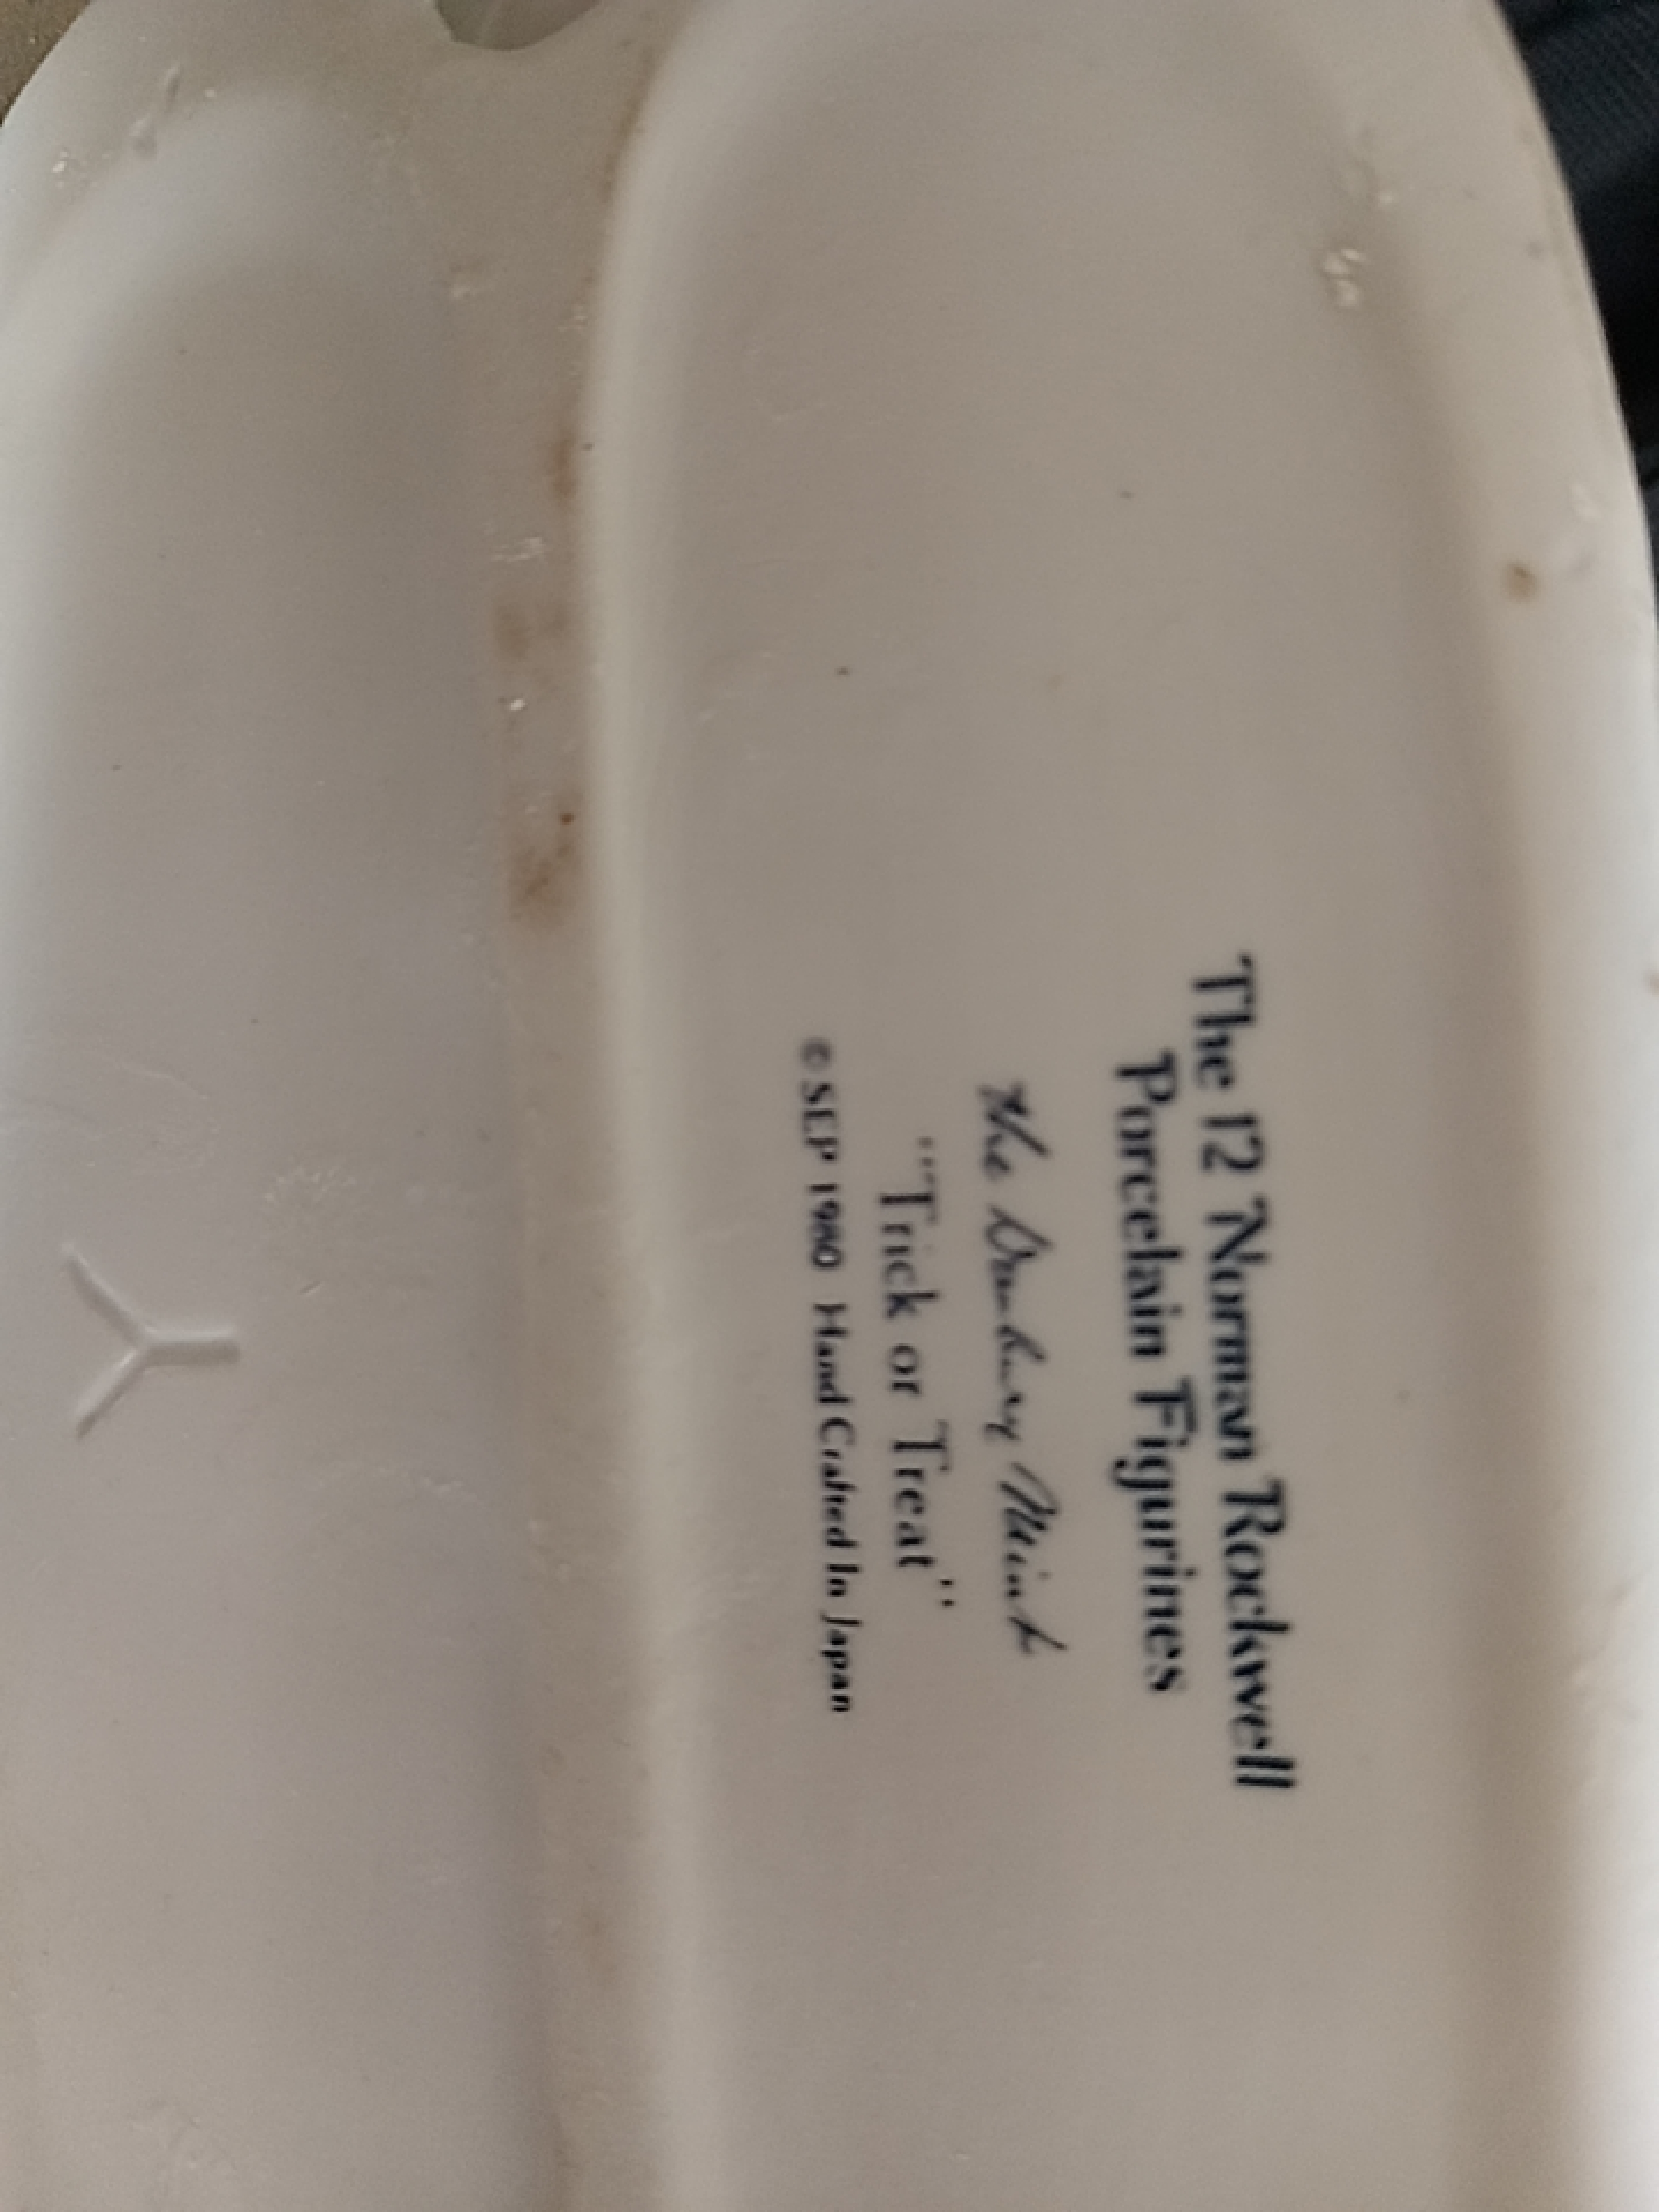 The 12 Norman Rockwell
Porcelain Figurines
The Danbury Mint
"Trick or Treat"
© SEP 1980 Hand Crafted In Japan